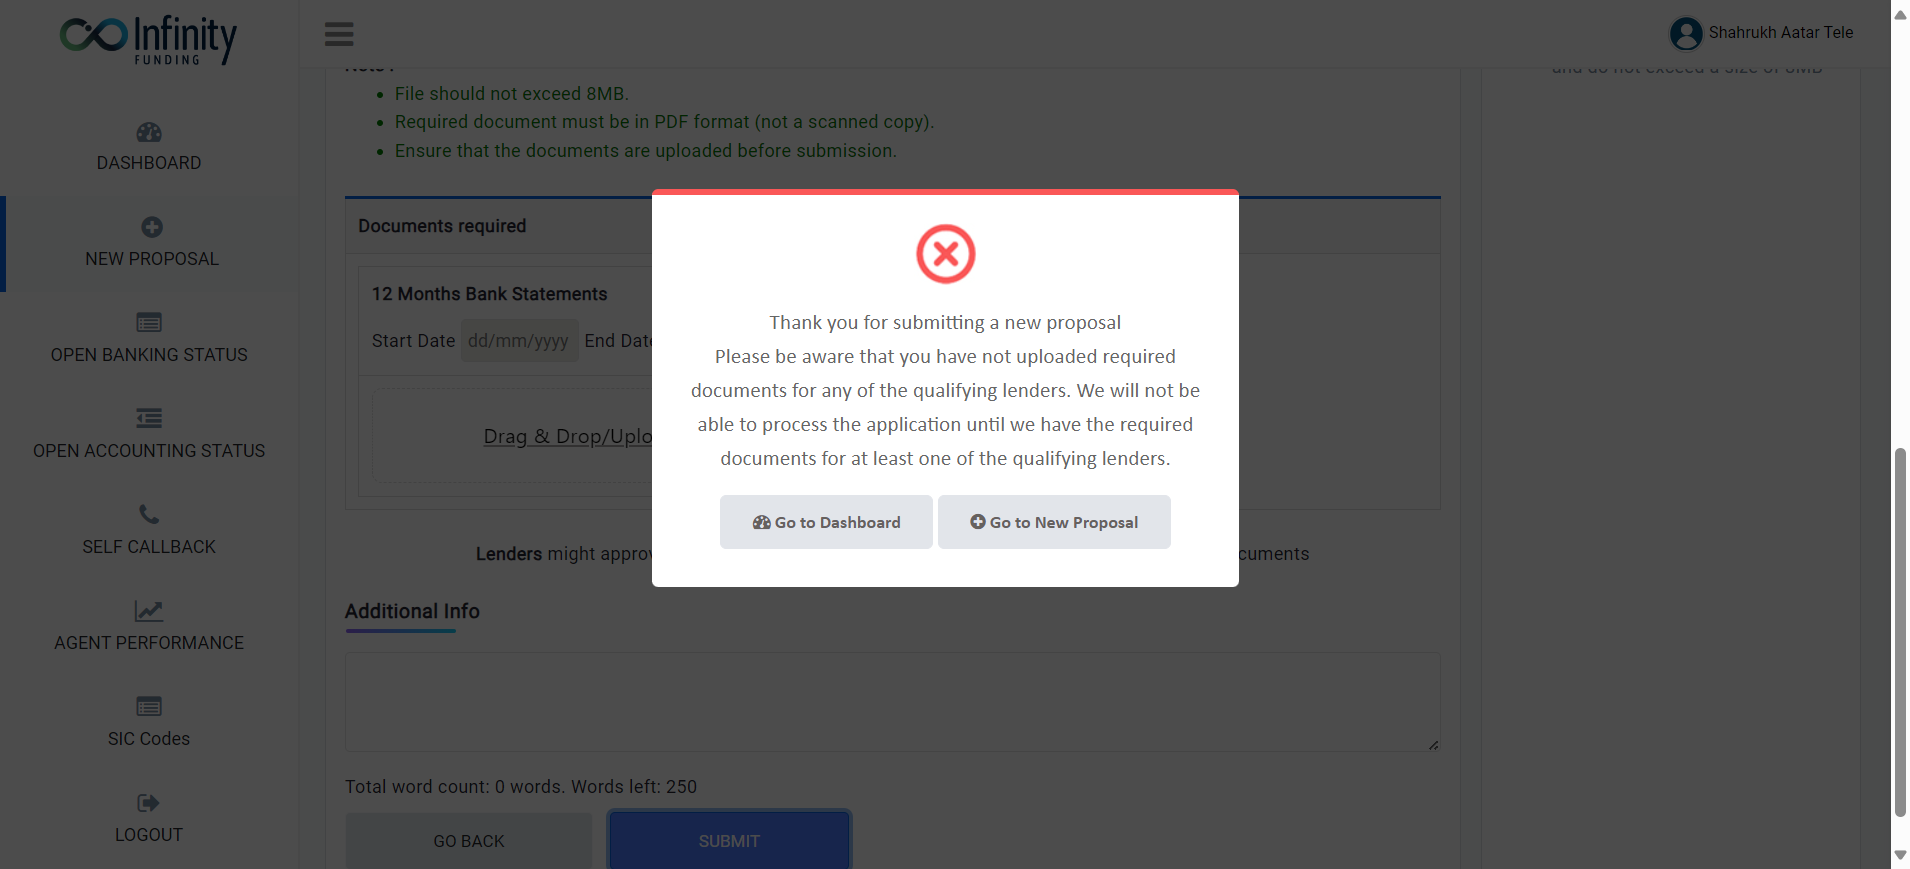 Infinity
FUNDING
Shahrukh Aatar Tele
DASHBOARD
NEW PROPOSAL
OPEN BANKING STATUS
OPEN ACCOUNTING STATUS
SELF CALLBACK
AGENT PERFORMANCE
SIC Codes
LOGOUT
File should not exceed 8MB.
Required document must be in PDF format (not a scanned copy).
Ensure that the documents are uploaded before submission.
Documents required
12 Months Bank Statements
Start Date dd/mm/yyyy End Date
Drag & Drop/Uplo
Lenders might approv
cuments
Additional Info
Total word count: 0 words. Words left: 250
GO BACK
SUBMIT
Thank you for submitting a new proposal
Please be aware that you have not uploaded required
documents for any of the qualifying lenders. We will not be
able to process the application until we have the required
documents for at least one of the qualifying lenders.
Go to Dashboard
Go to New Proposal